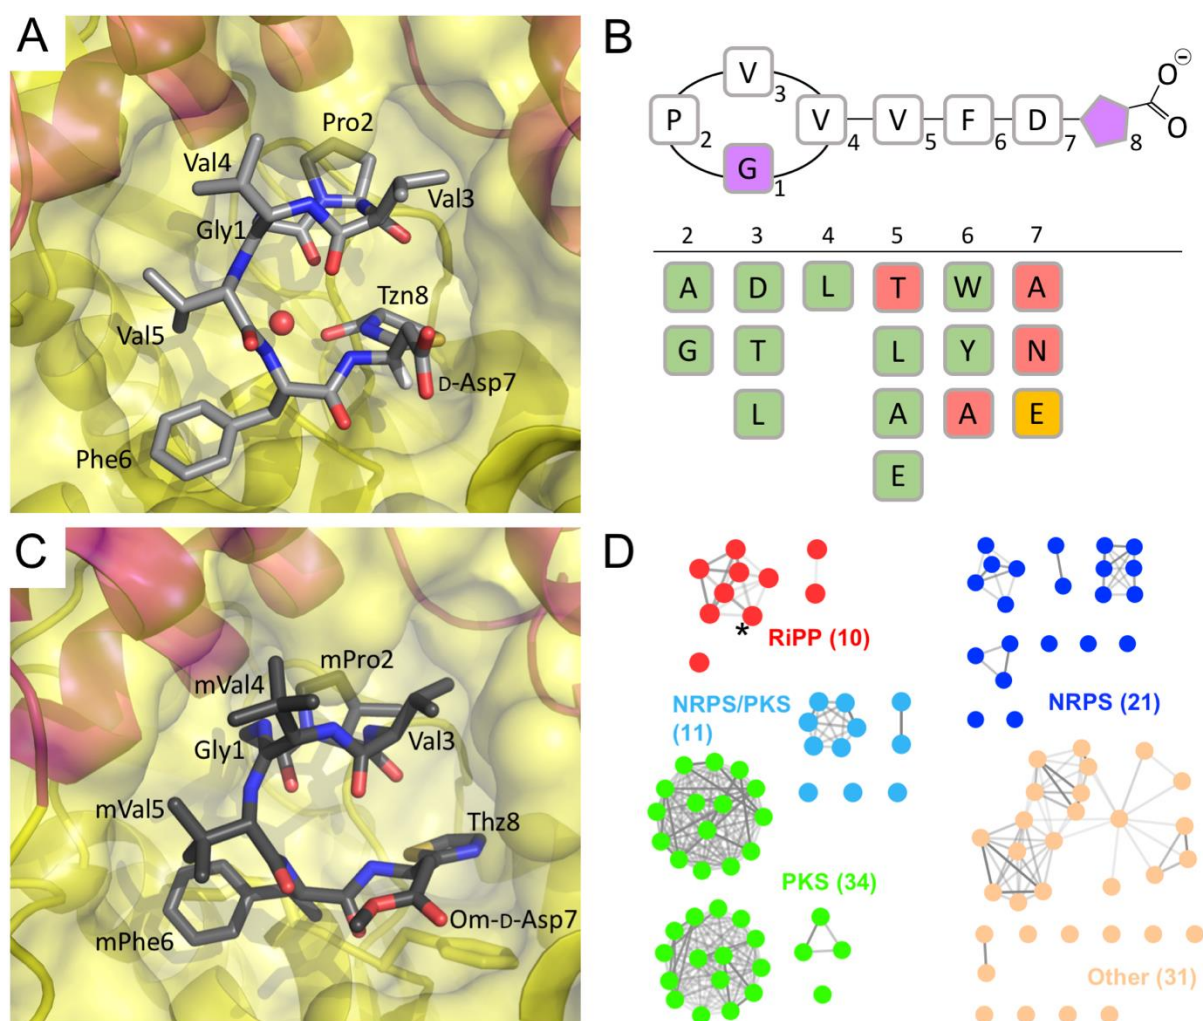 A
Pro2
Val4
Val3
Gly1
Tzn8
Val5
D-Asp7
Phe6
B
V
3
P
2
V
4
V
5
F
6
D
7
8
O
⊖
O
G
1
2 3 4 5 6 7
A D L T W A
G T L Y N
L A A E
E
C
mPro2
mVal4
Gly1
Val3
mVal5
Thz8
mPhe6
Om-D-Asp7
D
*
RiPP (10)
NRPS (21)
NRPS/PKS
(11)
PKS (34)
Other (31)